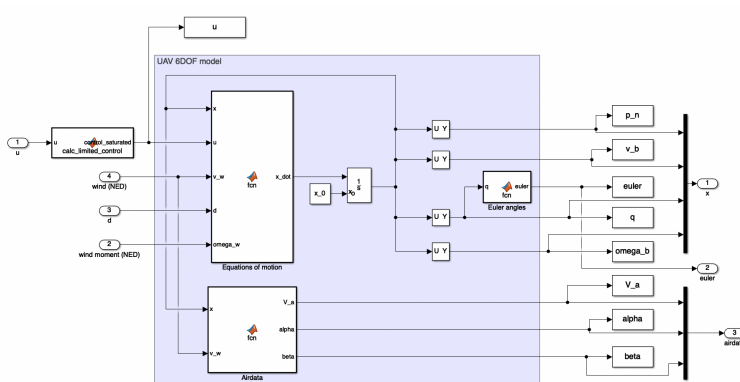 u
UAV 6DOF model
1
u
u
control_saturated
calc_limited_control
4
wind (NED)
3
d
2
wind moment (NED)
x
u
v_w
d
omega_w
fcn
x_dot
Equations of motion
x_0
x₀
1
s
U Y
U Y
U Y
U Y
q
fcn
euler
Euler angles
p_n
v_b
euler
q
omega_b
1
x
2
euler
x
v_w
fcn
V_a
alpha
beta
Airdata
V_a
alpha
beta
3
airdat